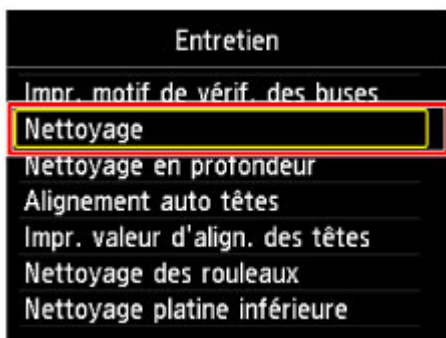 Entretien
Impr. motif de vérif. des buses
Nettoyage
Nettoyage en profondeur
Alignement auto têtes
Impr. valeur d'align. des têtes
Nettoyage des rouleaux
Nettoyage platine inférieure